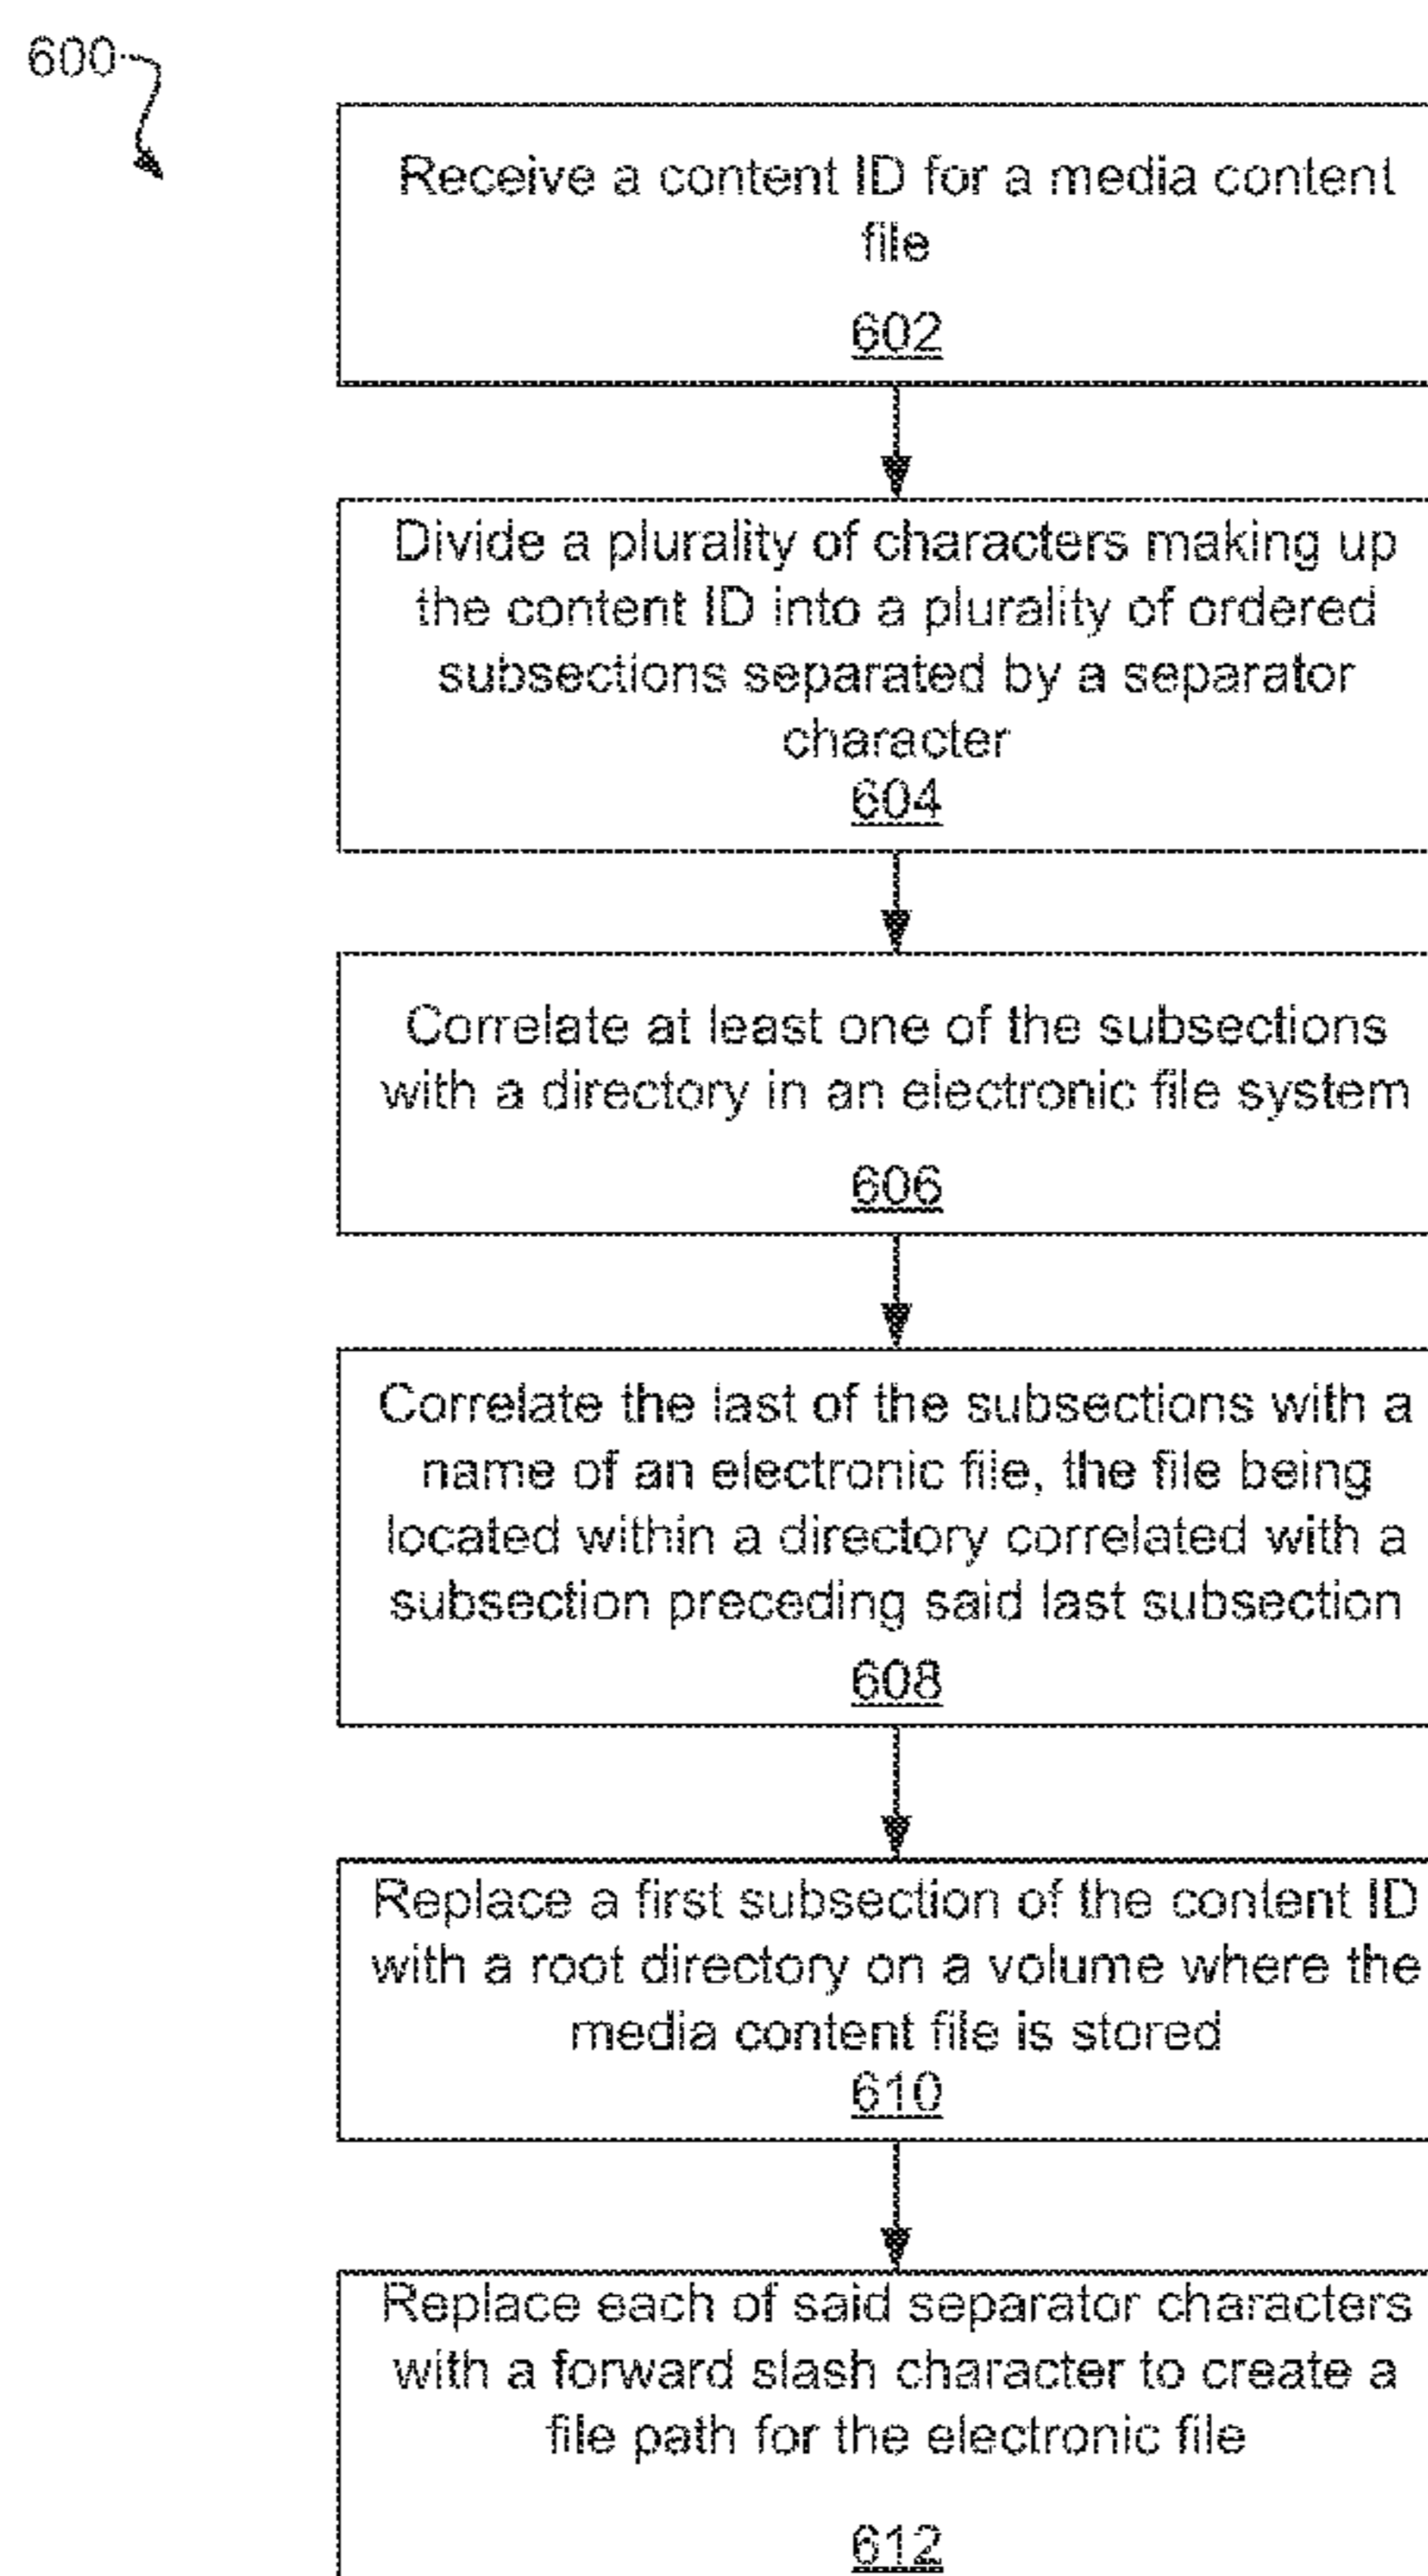 600
Receive a content ID for a media content
file
602
Divide a plurality of characters making up
the content ID into a plurality of ordered
subsections separated by a separator
character
604
Correlate at least one of the subsections
with a directory in an electronic file system
606
Correlate the last of the subsections with a
name of an electronic file, the file being
located within a directory correlated with a
subsection preceding said last subsection
608
Replace a first subsection of the content ID
with a root directory on a volume where the
media content file is stored
610
Replace each of said separator characters
with a forward slash character to create a
file path for the electronic file
612